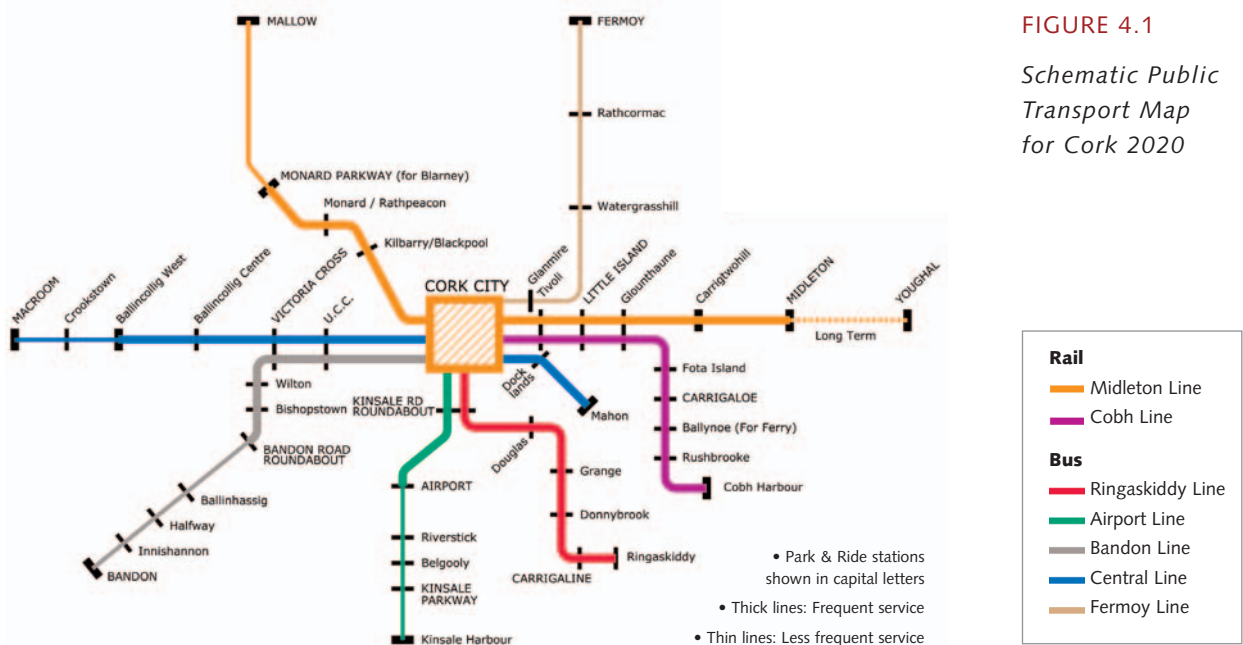 MALLOW
FERMOY
FIGURE 4.1
Schematic Public
Transport Map
for Cork 2020
Rathcormac
MONARD PARKWAY (for Blarney)
Monard / Rathpeacon
Watergrasshill
Kilbarry/Blackpool
MACROOM
Crookstown
Ballincollig West
Ballincollig Centre
VICTORIA CROSS
U.C.C.
CORK CITY
Glanmire
Tivoli
LITTLE ISLAND
Glounthaune
Carrigtwohill
MIDLETON
YOUGHAL
Long Term
Wilton
Bishopstown
BANDON ROAD
ROUNDABOUT
Ballinhassig
Halfway
Innishannon
BANDON
KINSALE RD
ROUNDABOUT
AIRPORT
Riverstick
Belgooly
KINSALE
PARKWAY
Kinsale Harbour
Dock
lands
Mahon
Douglas
Grange
Donnybrook
CARRIGALINE
Ringaskiddy
Fota Island
CARRIGALOE
Ballynoe (For Ferry)
Rushbrooke
Cobh Harbour
• Park & Ride stations
shown in capital letters
• Thick lines: Frequent service
• Thin lines: Less frequent service
Rail
Midleton Line
Cobh Line
Bus
Ringaskiddy Line
Airport Line
Bandon Line
Central Line
Fermoy Line